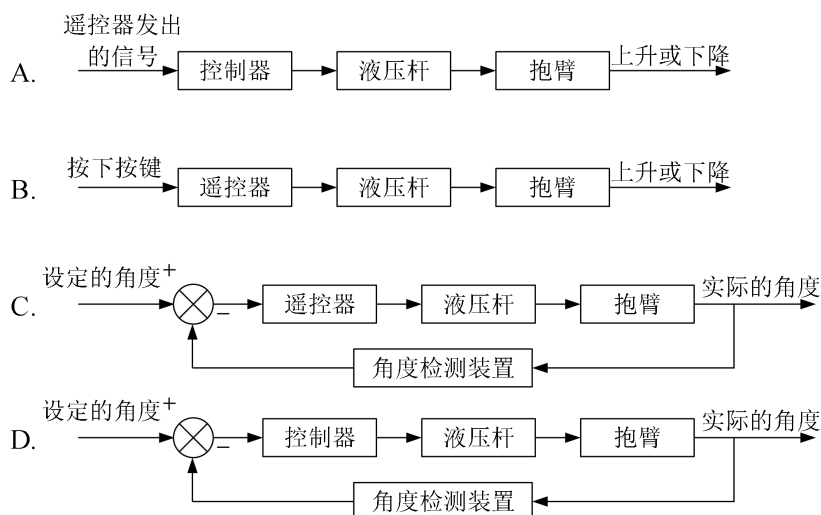 遥控器发出
的信号
A. 控制器 液压杆 抱臂 上升或下降
按下按键
B. 遥控器 液压杆 抱臂 上升或下降
设定的角度+ 实际的角度
C. − 遥控器 液压杆 抱臂
角度检测装置
设定的角度+ 实际的角度
D. − 控制器 液压杆 抱臂
角度检测装置